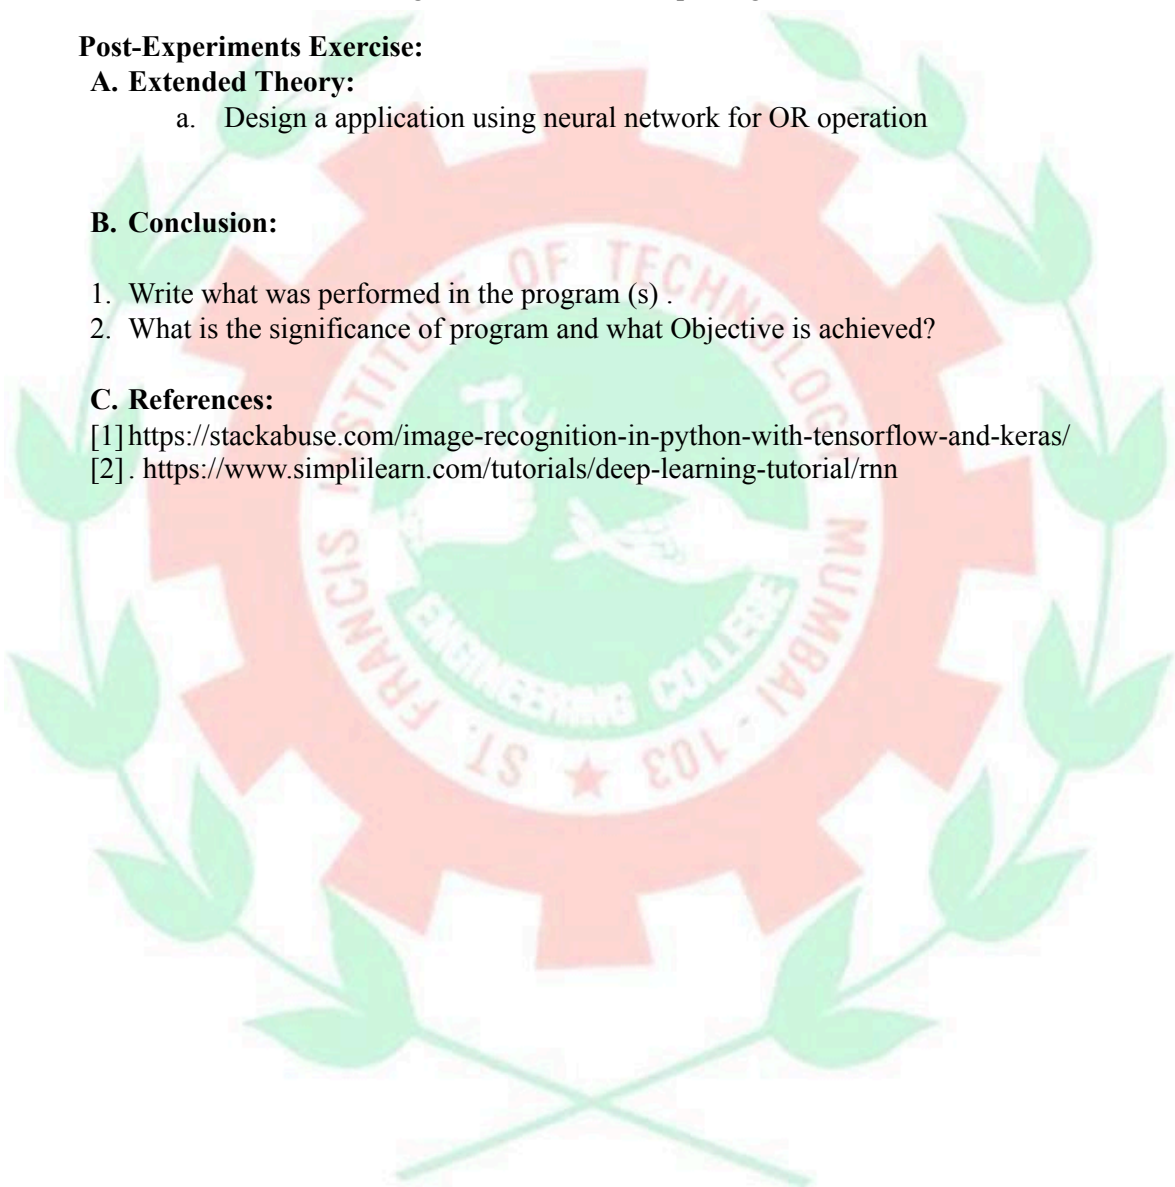 Post-Experiments Exercise:
A. Extended Theory:
a. Design a application using neural network for OR operation
B. Conclusion:
1. Write what was performed in the program (s) .
2. What is the significance of program and what Objective is achieved?
C. References:
[1] https://stackabuse.com/image-recognition-in-python-with-tensorflow-and-keras/
[2] . https://www.simplilearn.com/tutorials/deep-learning-tutorial/rnn
ST. FRANCIS INSTITUTE OF TECHNOLOGY MUMBAI - 103
ENGINEERING COLLEGE